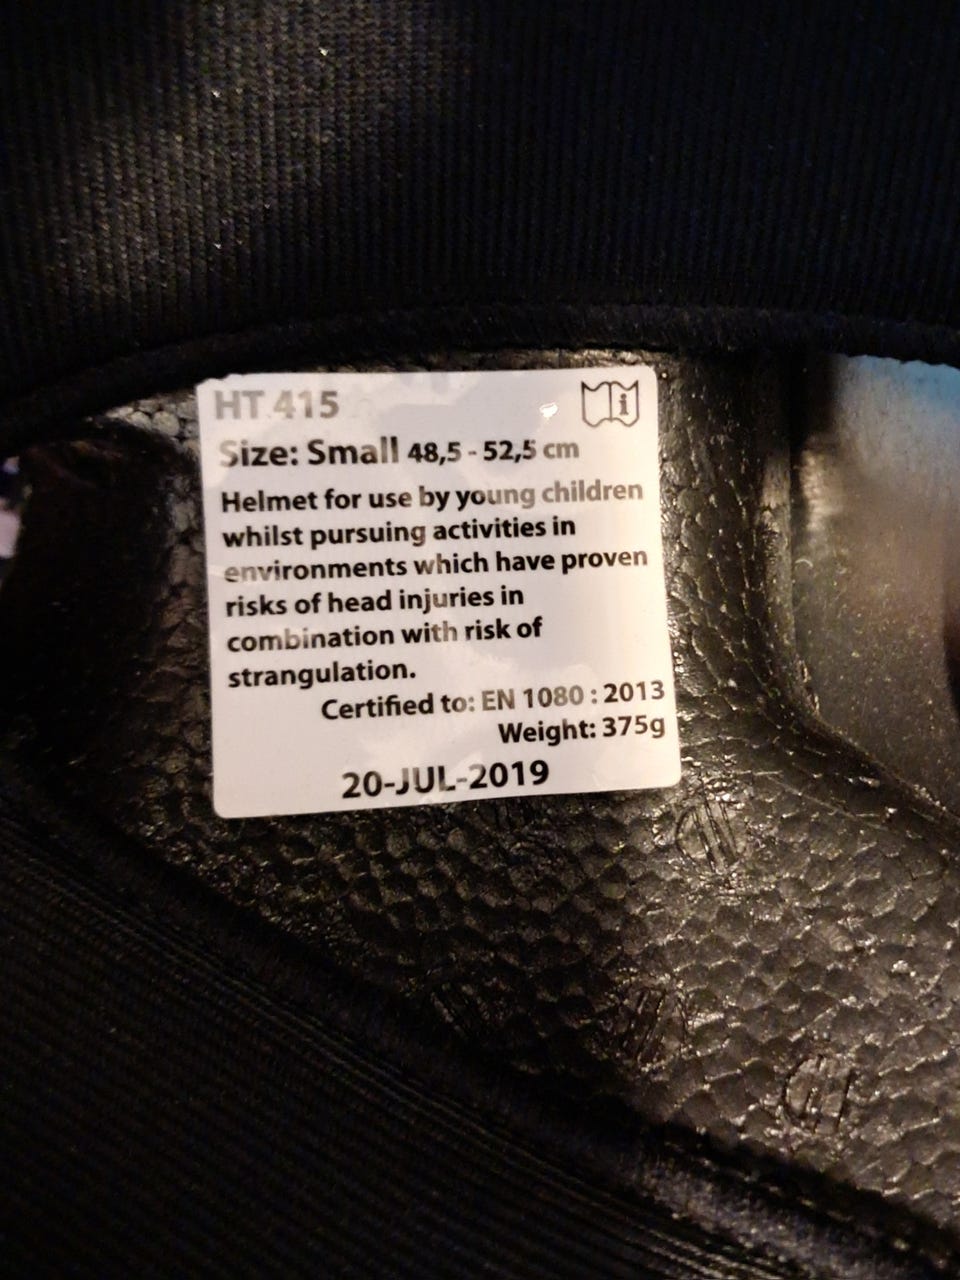 HT 415
Size: Small 48,5 - 52,5 cm
Helmet for use by young children
whilst pursuing activities in
environments which have proven
risks of head injuries in
combination with risk of
strangulation.
Certified to: EN 1080 : 2013
Weight: 375g
20-JUL-2019